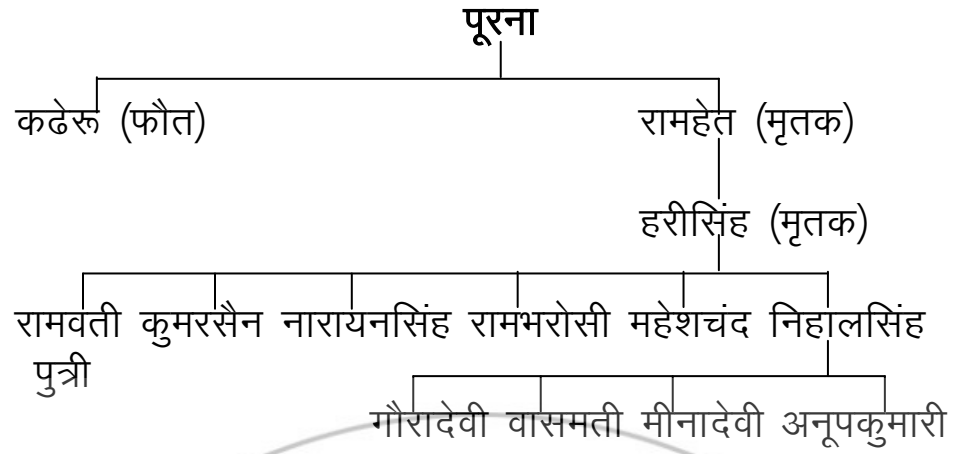 पूरना
कढेरू (फौत) रामहेत (मृतक)
हरीसिंह (मृतक)
रामवती कुमरसैन नारायनसिंह रामभरोसी महेशचंद निहालसिंह
पुत्री
गौरादेवी वासमती मीनादेवी अनूपकुमारी